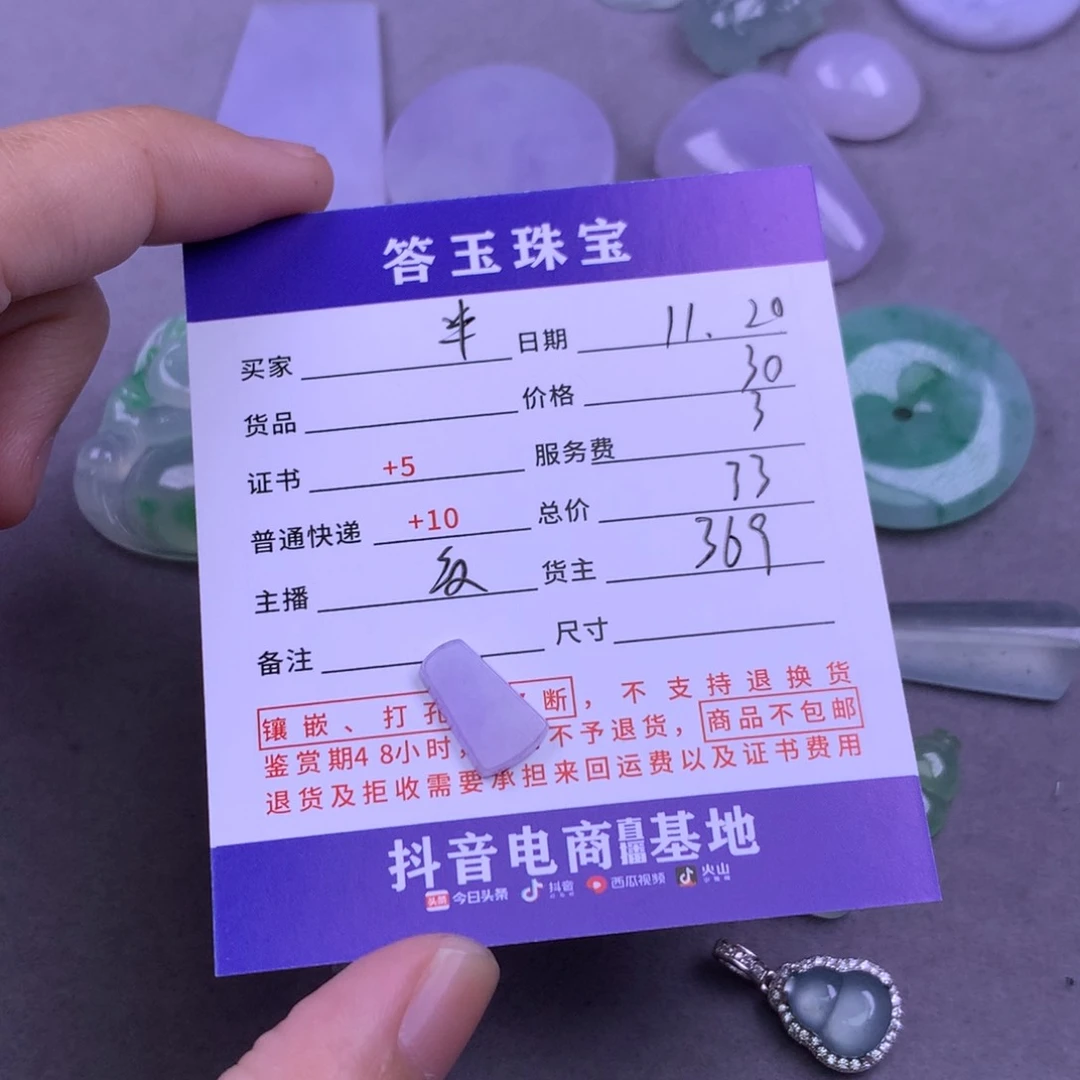 答玉珠宝
买家 半 日期 11.20
货品 价格 30
证书 +5 服务费 3
普通快递 +10 总价 33
主播 货主 369
备注 尺寸
镶嵌、打孔 断,不支持退换货
鉴赏期48小时, 不予退货,商品不包邮
退货及拒收需要承担来回运费以及证书费用
抖音电商直播基地
头条 今日头条 抖音 西瓜视频 火山